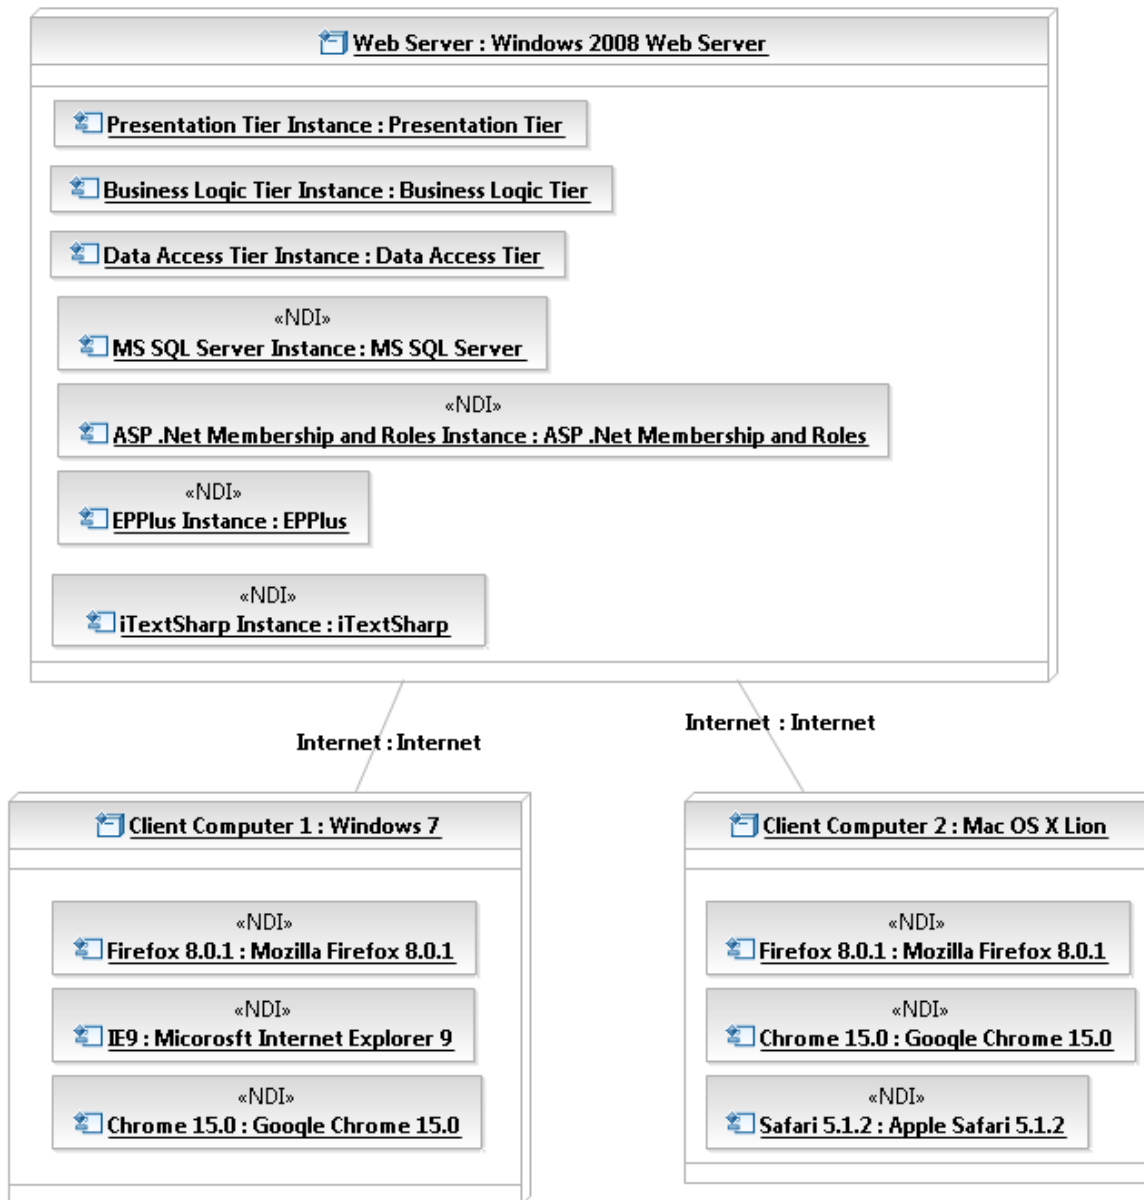 Web Server : Windows 2008 Web Server
Presentation Tier Instance : Presentation Tier
Business Logic Tier Instance : Business Logic Tier
Data Access Tier Instance : Data Access Tier
«NDI»
MS SQL Server Instance : MS SQL Server
«NDI»
ASP .Net Membership and Roles Instance : ASP .Net Membership and Roles
«NDI»
EPPlus Instance : EPPlus
«NDI»
iTextSharp Instance : iTextSharp
Internet : Internet
Internet : Internet
Client Computer 1 : Windows 7
«NDI»
Firefox 8.0.1 : Mozilla Firefox 8.0.1
«NDI»
IE9 : Micorosft Internet Explorer 9
«NDI»
Chrome 15.0 : Google Chrome 15.0
Client Computer 2 : Mac OS X Lion
«NDI»
Firefox 8.0.1 : Mozilla Firefox 8.0.1
«NDI»
Chrome 15.0 : Google Chrome 15.0
«NDI»
Safari 5.1.2 : Apple Safari 5.1.2